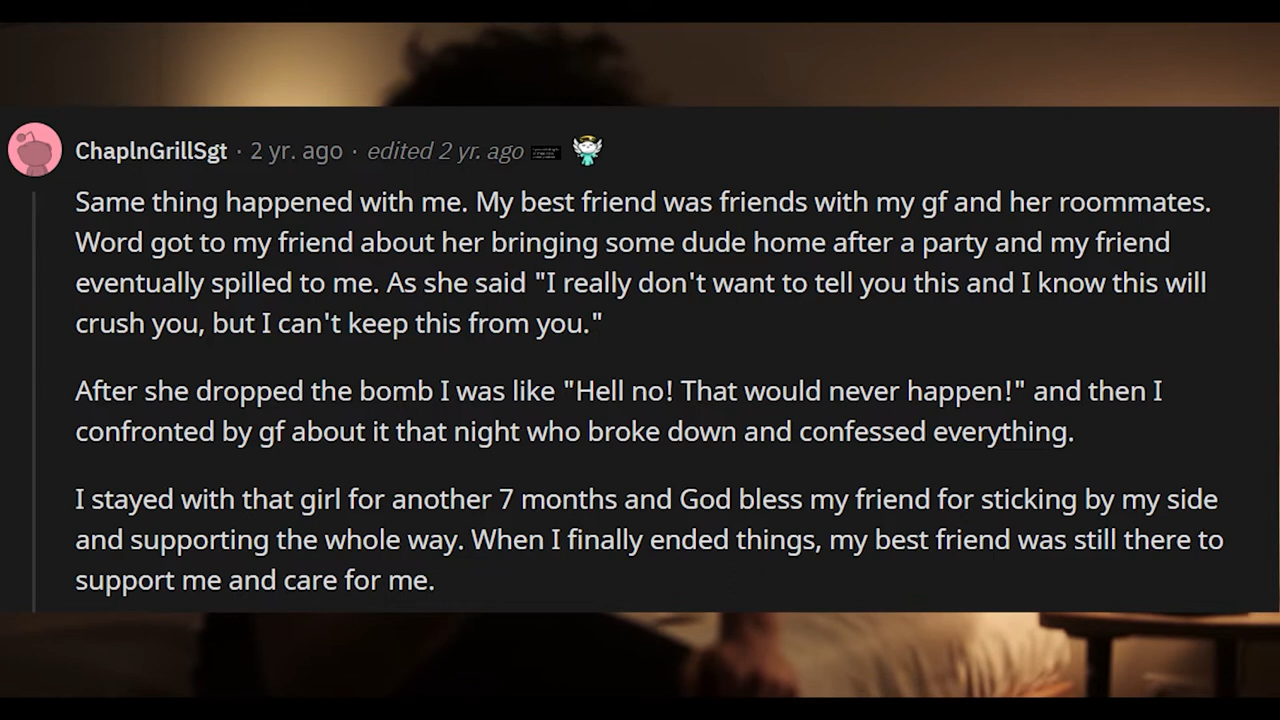 ChaplnGrillSgt · 2 yr. ago · edited 2 yr. ago
Same thing happened with me. My best friend was friends with my gf and her roommates.
Word got to my friend about her bringing some dude home after a party and my friend
eventually spilled to me. As she said "I really don't want to tell you this and I know this will
crush you, but I can't keep this from you."
After she dropped the bomb I was like "Hell no! That would never happen!" and then I
confronted by gf about it that night who broke down and confessed everything.
I stayed with that girl for another 7 months and God bless my friend for sticking by my side
and supporting the whole way. When I finally ended things, my best friend was still there to
support me and care for me.